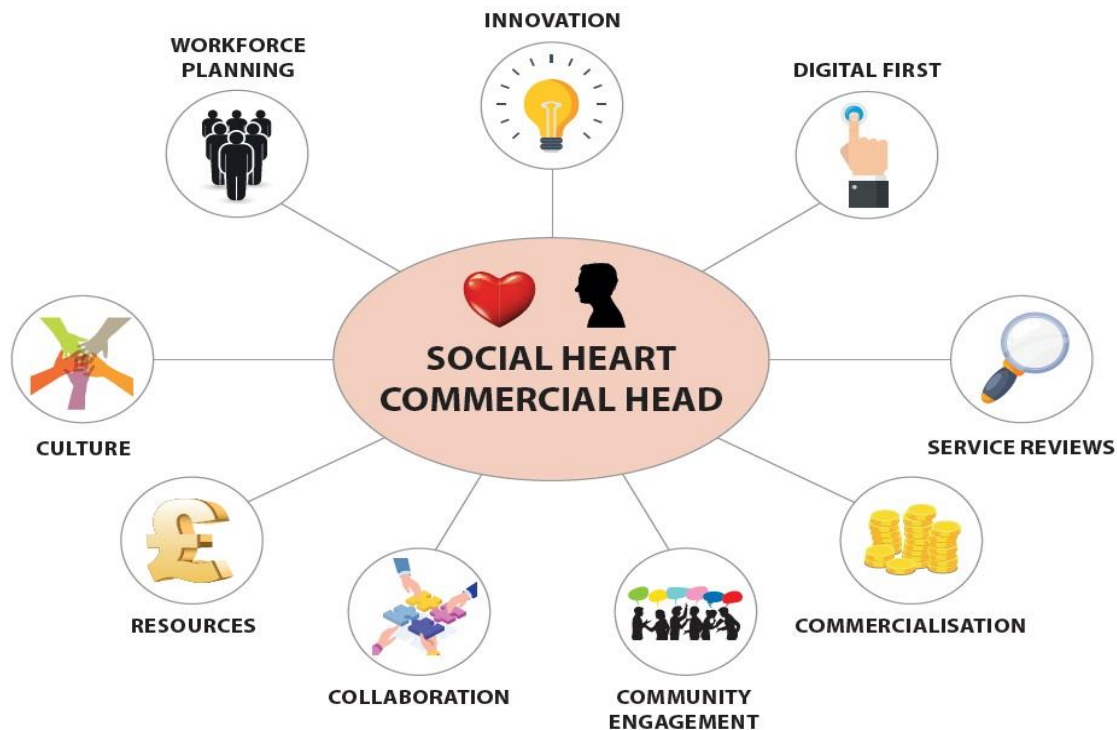 INNOVATION
WORKFORCE
PLANNING
DIGITAL FIRST
SOCIAL HEART
COMMERCIAL HEAD
CULTURE
SERVICE REVIEWS
RESOURCES
COMMERCIALISATION
COLLABORATION
COMMUNITY
ENGAGEMENT